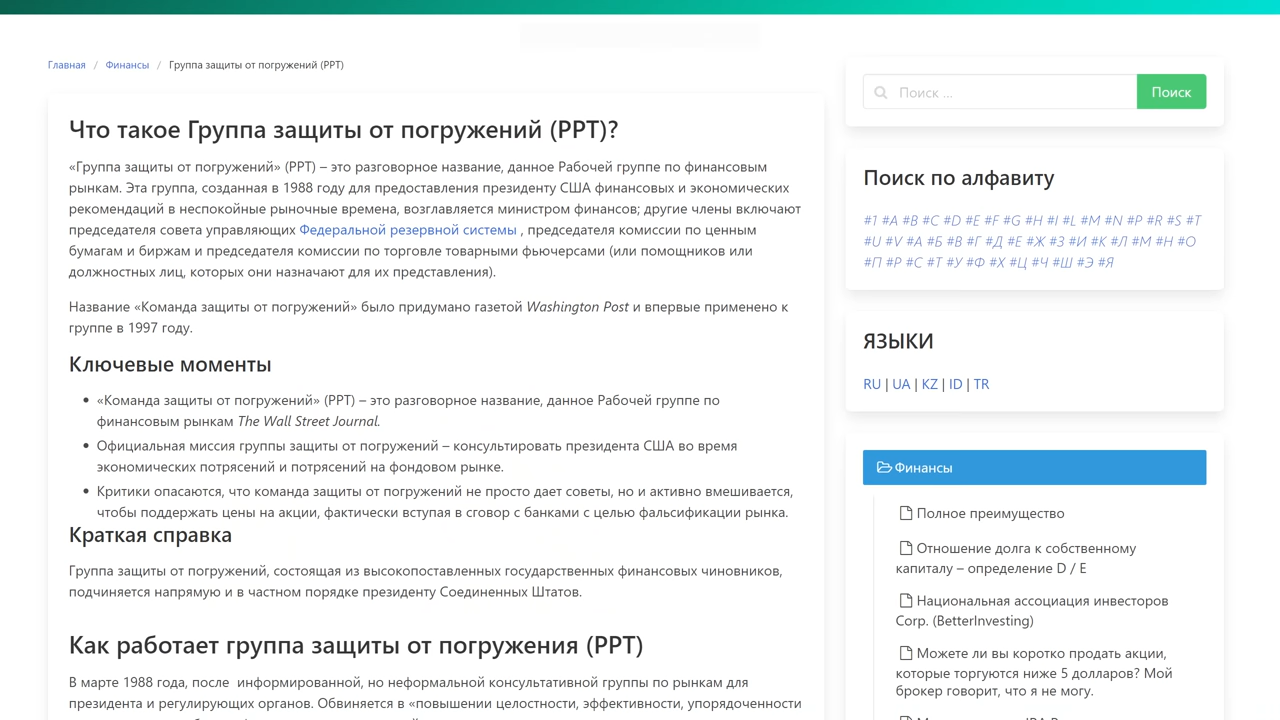 Главная / Финансы / Группа защиты от погружений (PPT)
Что такое Группа защиты от погружений (PPT)?
«Группа защиты от погружений» (PPT) – это разговорное название, данное Рабочей группе по финансовым
рынкам. Эта группа, созданная в 1988 году для предоставления президенту США финансовых и экономических
рекомендаций в неспокойные рыночные времена, возглавляется министром финансов; другие члены включают
председателя совета управляющих Федеральной резервной системы , председателя комиссии по ценным
бумагам и биржам и председателя комиссии по торговле товарными фьючерсами (или помощников или
должностных лиц, которых они назначают для их представления).
Название «Команда защиты от погружений» было придумано газетой Washington Post и впервые применено к
группе в 1997 году.
Ключевые моменты
• «Команда защиты от погружений» (PPT) – это разговорное название, данное Рабочей группе по
финансовым рынкам The Wall Street Journal.
• Официальная миссия группы защиты от погружений – консультировать президента США во время
экономических потрясений и потрясений на фондовом рынке.
• Критики опасаются, что команда защиты от погружений не просто дает советы, но и активно вмешивается,
чтобы поддержать цены на акции, фактически вступая в сговор с банками с целью фальсификации рынка.
Краткая справка
Группа защиты от погружений, состоящая из высокопоставленных государственных финансовых чиновников,
подчиняется напрямую и в частном порядке президенту Соединенных Штатов.
Как работает группа защиты от погружения (PPT)
В марте 1988 года, после информированной, но неформальной консультативной группы по рынкам для
президента и регулирующих органов. Обвиняется в «повышении целостности, эффективности, упорядоченности
Поиск ...
Поиск
Поиск по алфавиту
#1 #A #B #C #D #E #F #G #H #I #L #M #N #P #R #S #T
#U #V #А #Б #В #Г #Д #Е #Ж #З #И #К #Л #М #Н #О
#П #Р #С #Т #У #Ф #Х #Ц #Ч #Ш #Э #Я
ЯЗЫКИ
RU | UA | KZ | ID | TR
Финансы
Полное преимущество
Отношение долга к собственному
капиталу – определение D / E
Национальная ассоциация инвесторов
Corp. (BetterInvesting)
Можете ли вы коротко продать акции,
которые торгуются ниже 5 долларов? Мой
брокер говорит, что я не могу.